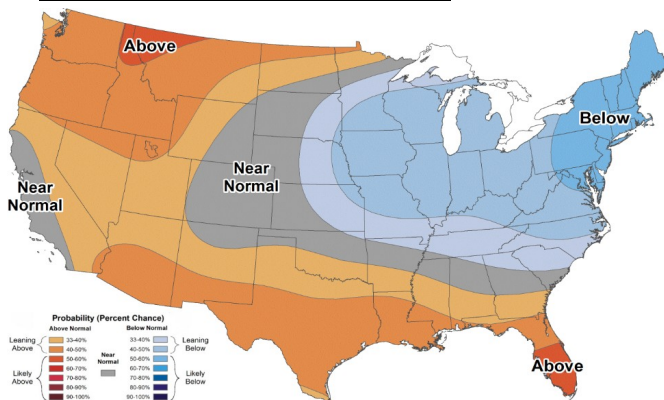 Above
Below
Near
Normal
Near
Normal
Above
Probability (Percent Chance)
Above Normal
Below Normal
Leaning
Above
33-40%
40-50%
Likely
Above
50-60%
60-70%
70-80%
80-90%
90-100%
Near
Normal
33-40%
40-50%
Leaning
Below
50-60%
60-70%
70-80%
80-90%
90-100%
Likely
Below